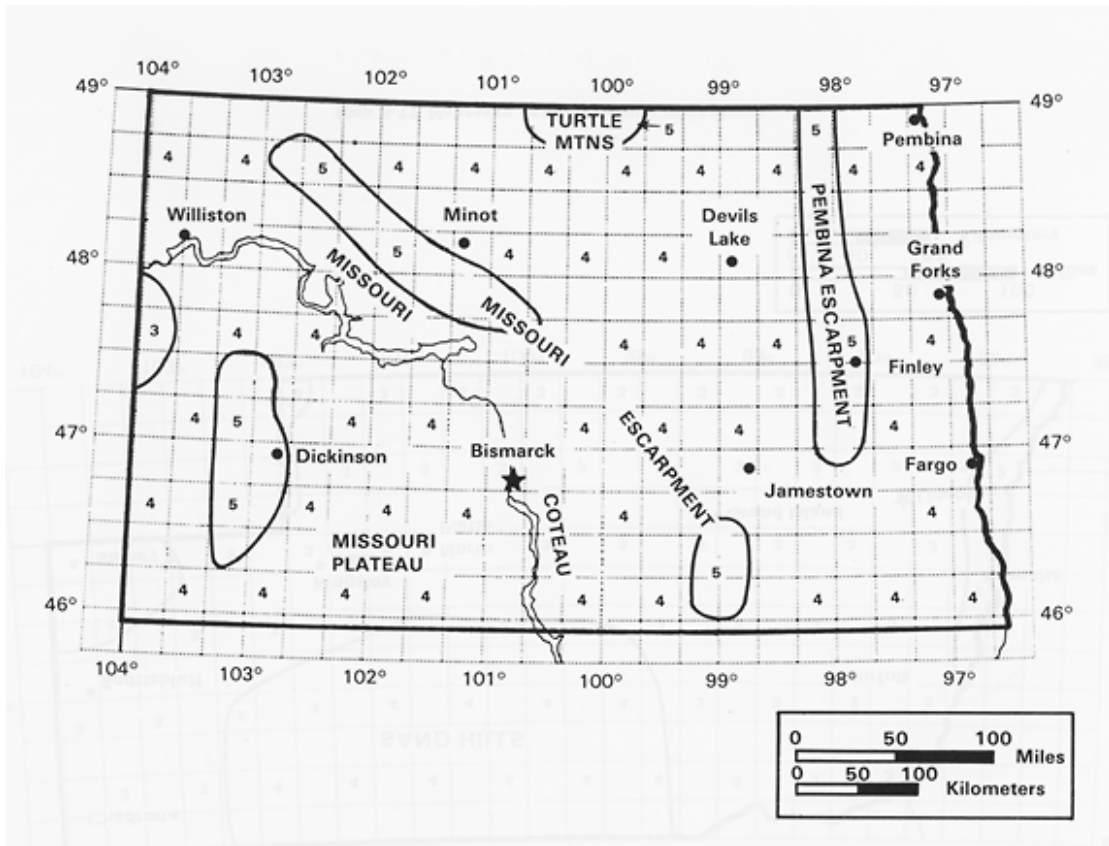 104° 103° 102° 101° 100° 99° 98° 97°
49° 49°
TURTLE
MTNS
5 5
Pembina
4 4 5 4 4 4 4 4 4 4 4
Williston
Minot
Devils
Lake
PEMBINA ESCARPMENT
Grand
Forks
48° 5 4 4 4 48°
MISSOURI
MISSOURI
3 4 4 4 4 4 5 4
Finley
47° 4 5 4 4 4 4 4 4 47°
Dickinson
Bismarck
ESCARPMENT
Fargo
Jamestown
4 5 4 4 4 4 4
COTEAU
MISSOURI
PLATEAU
5
46° 4 4 4 4 4 4 4 4 4 46°
104° 103° 102° 101° 100° 99° 98° 97°
0 50 100
Miles
0 50 100
Kilometers